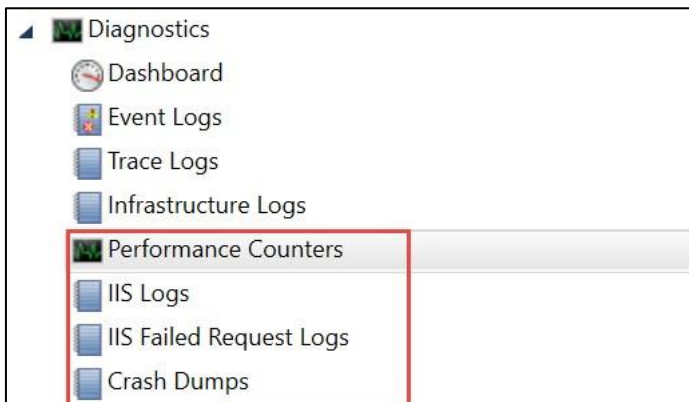 Diagnostics
Dashboard
Event Logs
Trace Logs
Infrastructure Logs
Performance Counters
IIS Logs
IIS Failed Request Logs
Crash Dumps